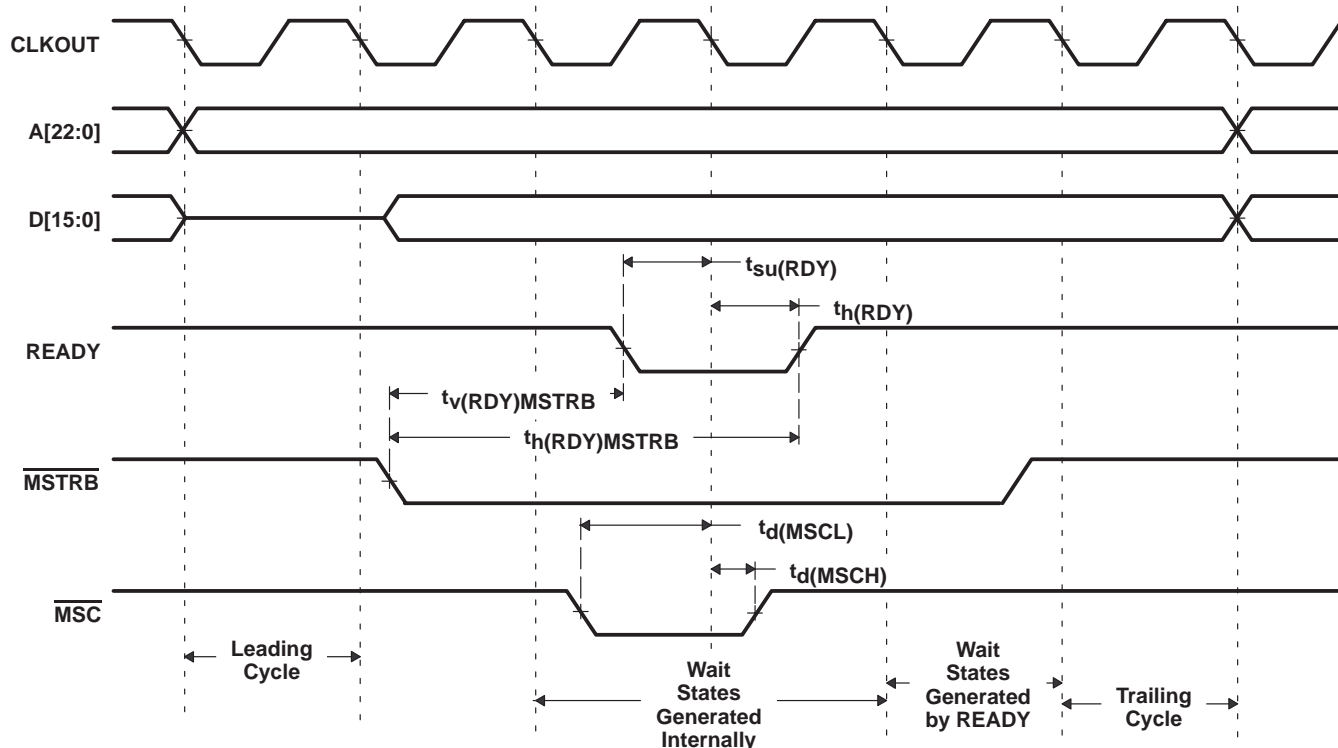 CLKOUT
A[22:0]
D[15:0]
tsu(RDY)
th(RDY)
READY
tv(RDY)MSTRB
th(RDY)MSTRB
MSTRB
td(MSCL)
td(MSCH)
MSC
Leading
Cycle
Wait
States
Generated
Internally
Wait
States
Generated
by READY
Trailing
Cycle